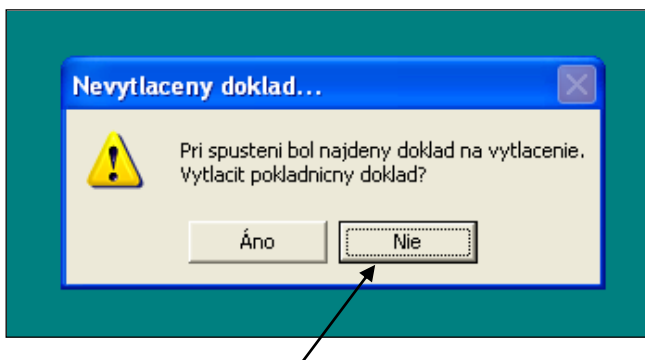 Nevytlaceny doklad...
Pri spusteni bol najdeny doklad na vytlacenie.
Vytlacit pokladnicny doklad?
Áno
Nie